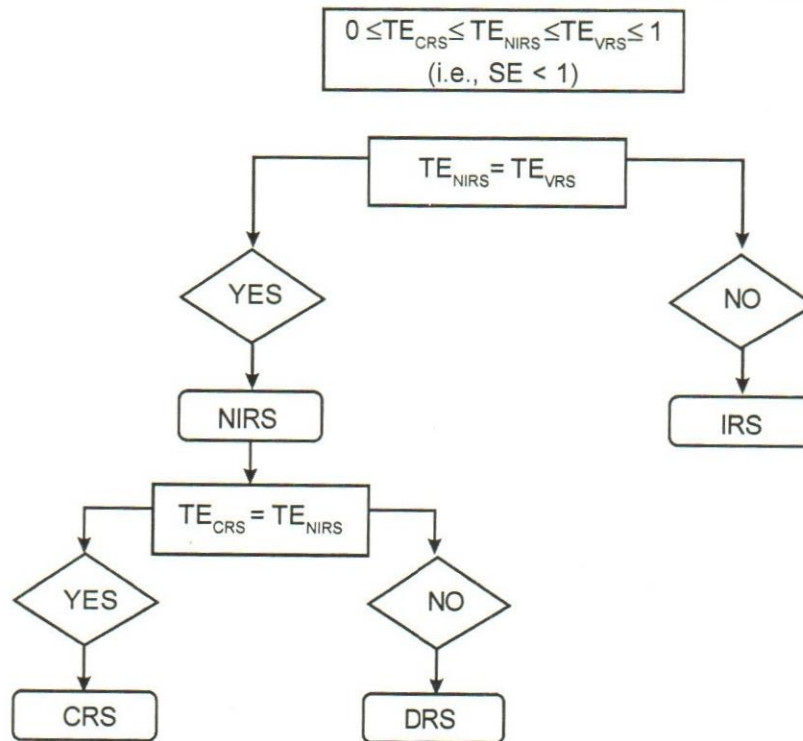 0 ≤TE_CRS≤ TE_NIRS ≤TE_VRS≤ 1
(i.e., SE < 1)
TE_NIRS = TE_VRS
YES
NO
NIRS
IRS
TE_CRS = TE_NIRS
YES
NO
CRS
DRS